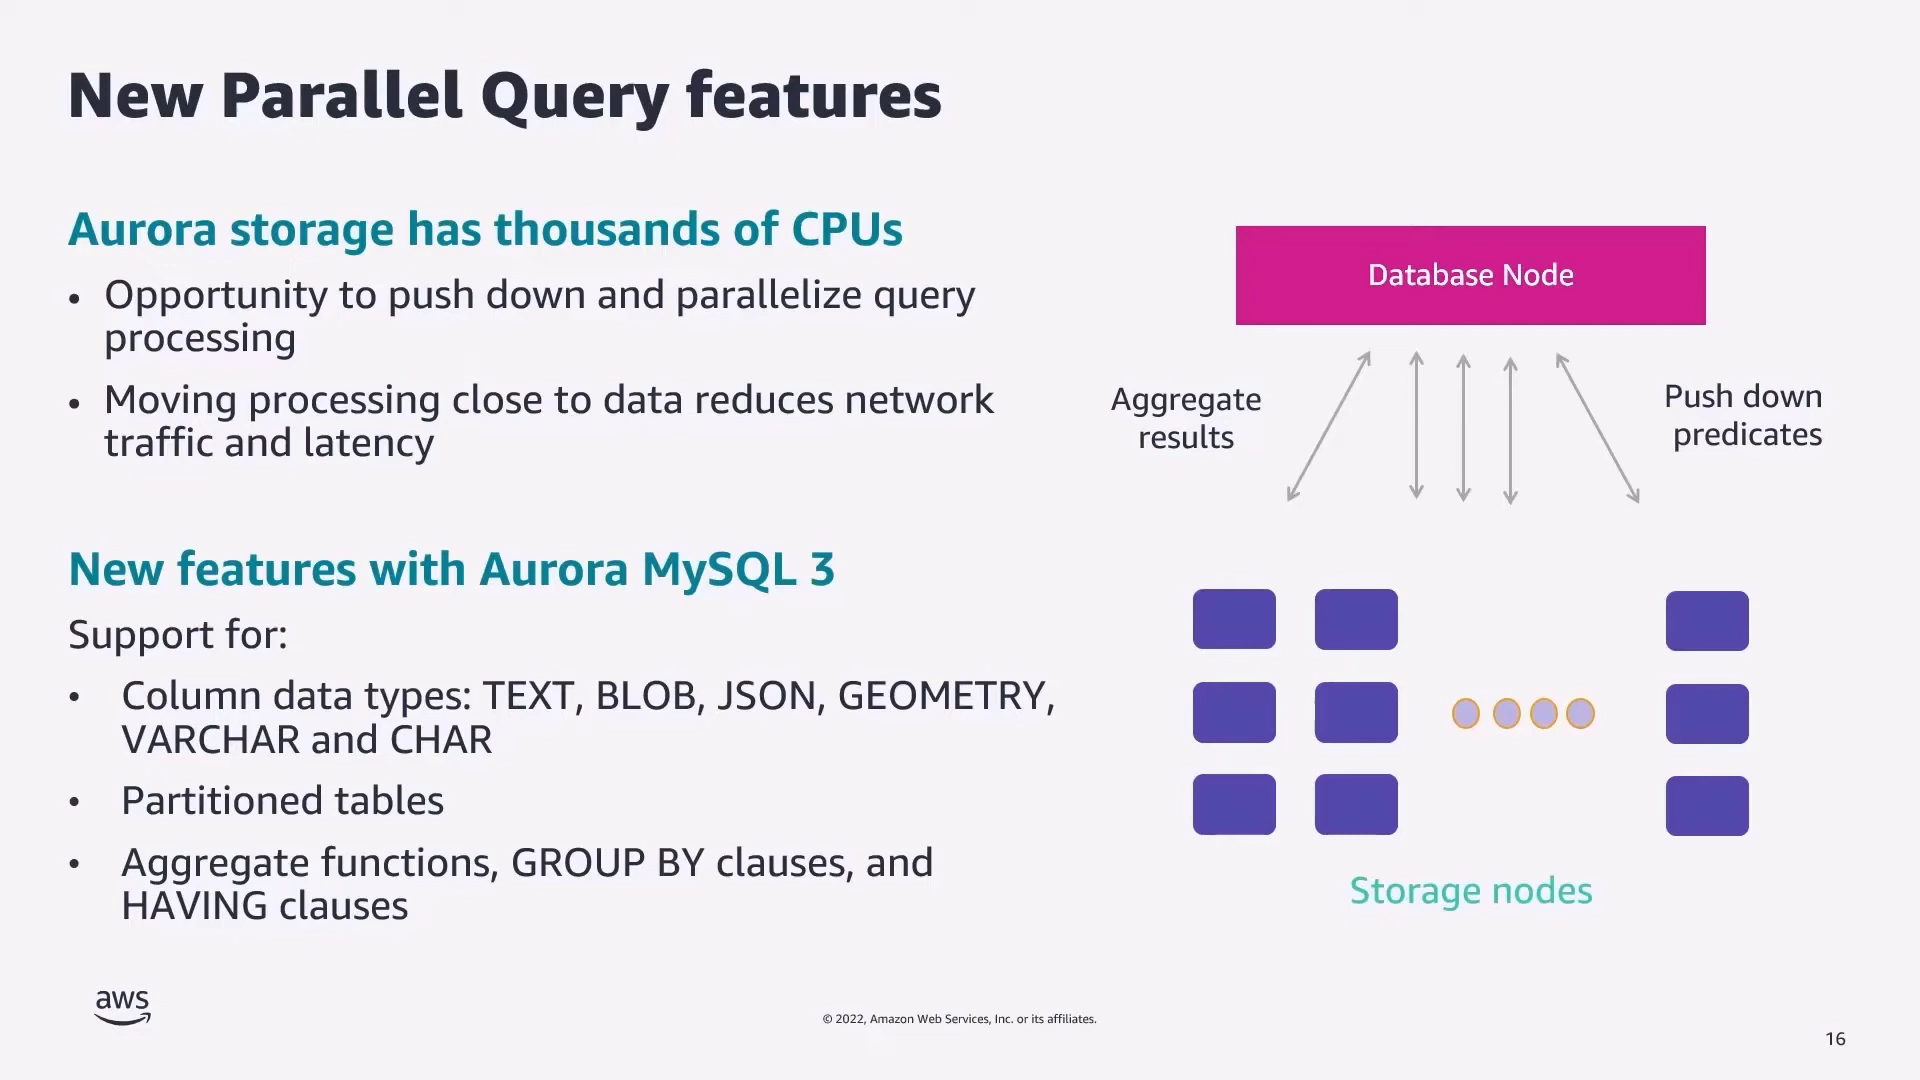 New Parallel Query features
Aurora storage has thousands of CPUs
• Opportunity to push down and parallelize query
processing
• Moving processing close to data reduces network
traffic and latency
New features with Aurora MySQL 3
Support for:
• Column data types: TEXT, BLOB, JSON, GEOMETRY,
VARCHAR and CHAR
• Partitioned tables
• Aggregate functions, GROUP BY clauses, and
HAVING clauses
Database Node
Aggregate
results
Push down
predicates
Storage nodes
aws
© 2022, Amazon Web Services, Inc. or its affiliates.
16